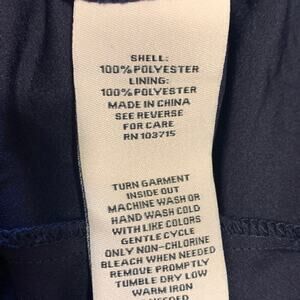 SHELL:
100% POLYESTER
LINING:
100% POLYESTER
MADE IN CHINA
SEE REVERSE
FOR CARE
RN 103715
TURN GARMENT
INSIDE OUT
MACHINE WASH OR
HAND WASH COLD
WITH LIKE COLORS
GENTLE CYCLE
ONLY NON-CHLORINE
BLEACH WHEN NEEDED
REMOVE PROMPTLY
TUMBLE DRY LOW
WARM IRON